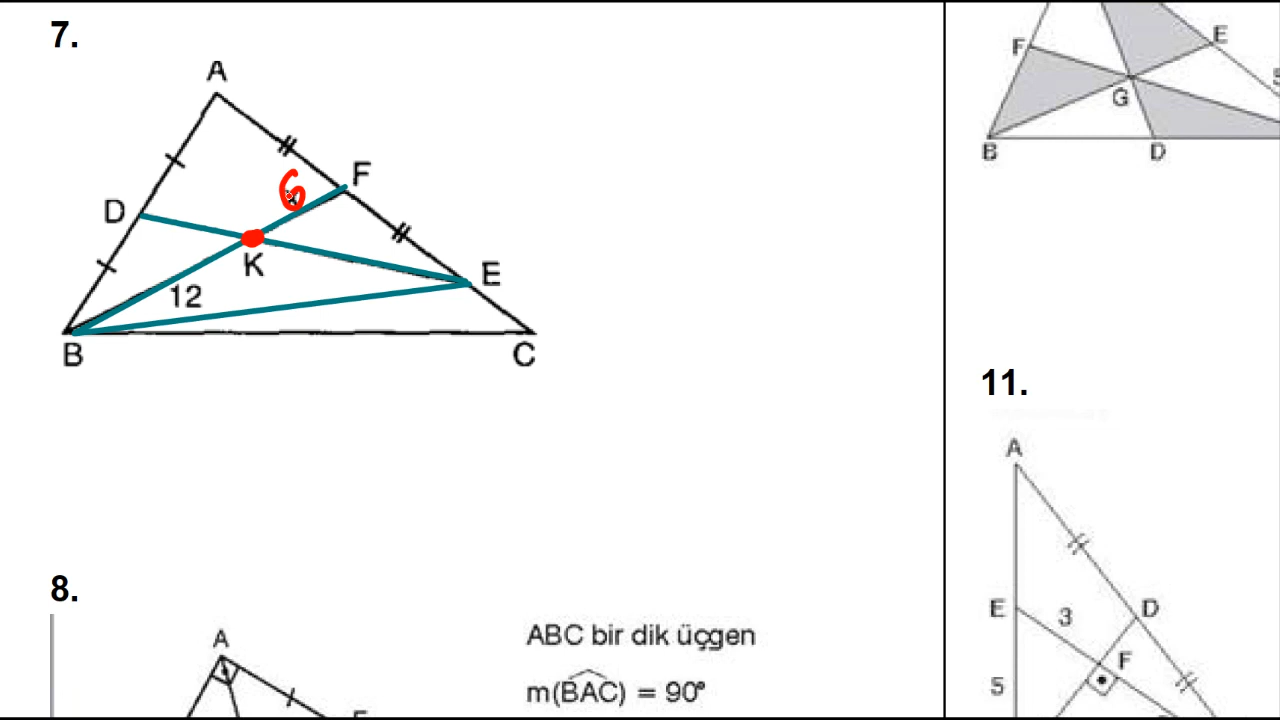 7.
A
6
F
D
K
E
12
B
C
8.
A
ABC bir dik üçgen
m(BAC) = 90°
F
E
G
B
D
11.
A
E
3
D
F
5